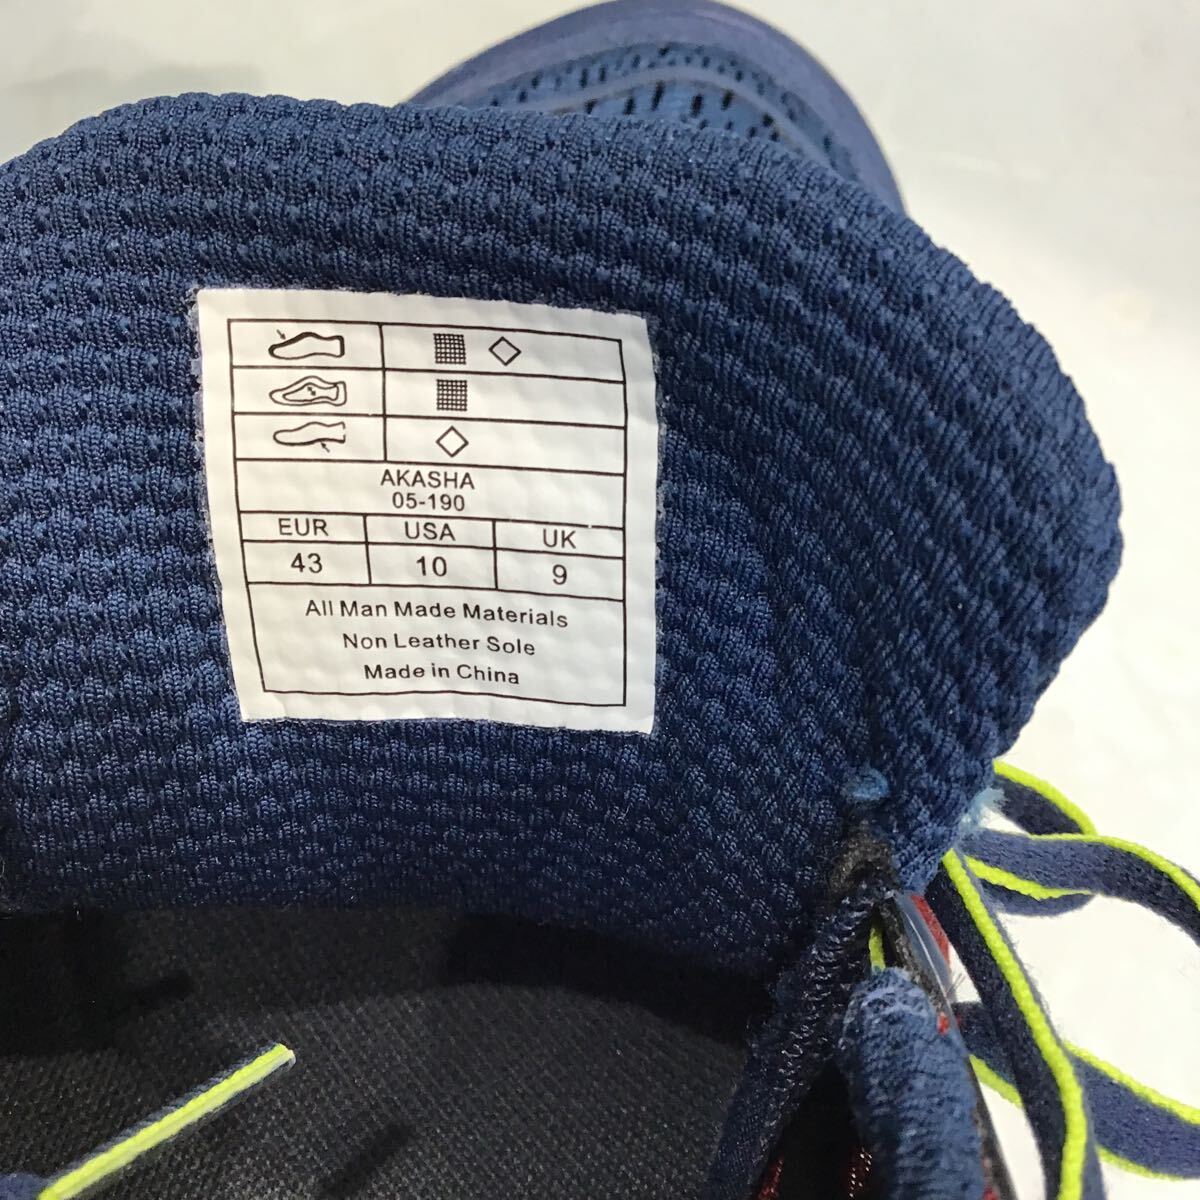 AKASHA
05-190
EUR USA UK
43 10 9
All Man Made Materials
Non Leather Sole
Made in China